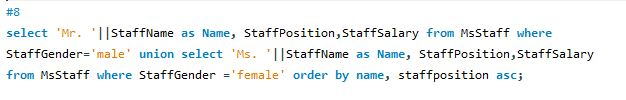 #8
select 'Mr. '||StaffName as Name, StaffPosition,StaffSalary from MsStaff where
StaffGender='male' union select 'Ms. '||StaffName as Name, StaffPosition,StaffSalary
from MsStaff where StaffGender ='female' order by name, staffposition asc;